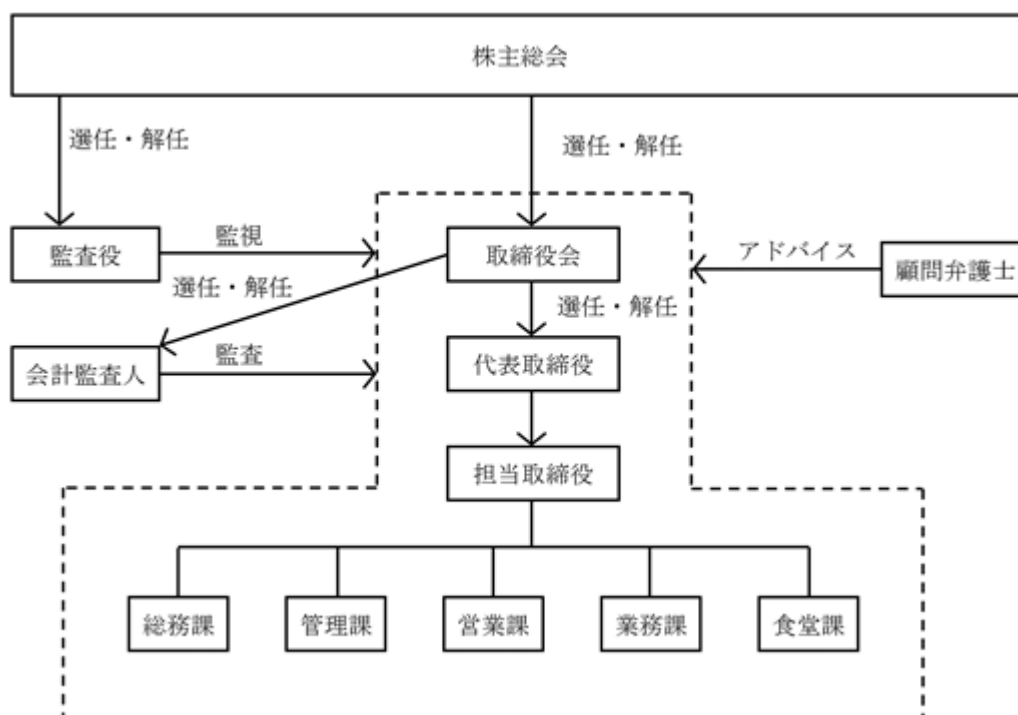 株主総会
選任・解任
選任・解任
監査役
監視
取締役会
アドバイス
顧問弁護士
選任・解任
選任・解任
会計監査人
監査
代表取締役
担当取締役
総務課
管理課
営業課
業務課
食堂課